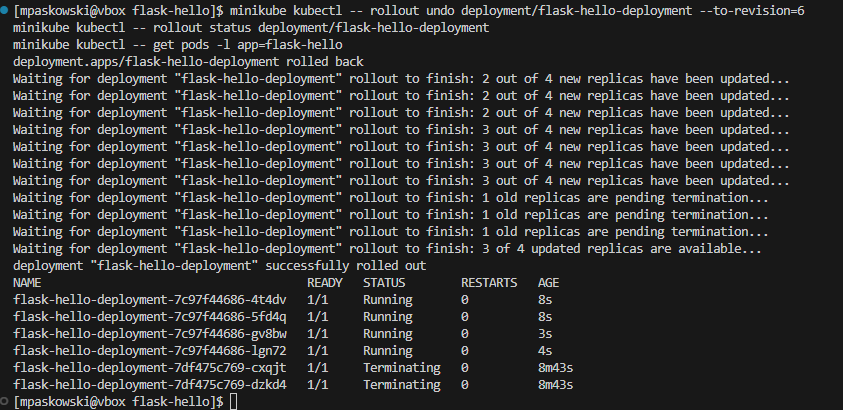 [mpaskowski@vbox flask-hello]$ minikube kubectl -- rollout undo deployment/flask-hello-deployment --to-revision=6
minikube kubectl -- rollout status deployment/flask-hello-deployment
minikube kubectl -- get pods -l app=flask-hello
deployment.apps/flask-hello-deployment rolled back
Waiting for deployment "flask-hello-deployment" rollout to finish: 2 out of 4 new replicas have been updated...
Waiting for deployment "flask-hello-deployment" rollout to finish: 2 out of 4 new replicas have been updated...
Waiting for deployment "flask-hello-deployment" rollout to finish: 2 out of 4 new replicas have been updated...
Waiting for deployment "flask-hello-deployment" rollout to finish: 3 out of 4 new replicas have been updated...
Waiting for deployment "flask-hello-deployment" rollout to finish: 3 out of 4 new replicas have been updated...
Waiting for deployment "flask-hello-deployment" rollout to finish: 3 out of 4 new replicas have been updated...
Waiting for deployment "flask-hello-deployment" rollout to finish: 3 out of 4 new replicas have been updated...
Waiting for deployment "flask-hello-deployment" rollout to finish: 1 old replicas are pending termination...
Waiting for deployment "flask-hello-deployment" rollout to finish: 1 old replicas are pending termination...
Waiting for deployment "flask-hello-deployment" rollout to finish: 1 old replicas are pending termination...
Waiting for deployment "flask-hello-deployment" rollout to finish: 3 of 4 updated replicas are available...
deployment "flask-hello-deployment" successfully rolled out
NAME READY STATUS RESTARTS AGE
flask-hello-deployment-7c97f44686-4t4dv 1/1 Running 0 8s
flask-hello-deployment-7c97f44686-5fd4q 1/1 Running 0 8s
flask-hello-deployment-7c97f44686-gv8bw 1/1 Running 0 3s
flask-hello-deployment-7c97f44686-lgn72 1/1 Running 0 4s
flask-hello-deployment-7df475c769-cxqjt 1/1 Terminating 0 8m43s
flask-hello-deployment-7df475c769-dzkd4 1/1 Terminating 0 8m43s
[mpaskowski@vbox flask-hello]$